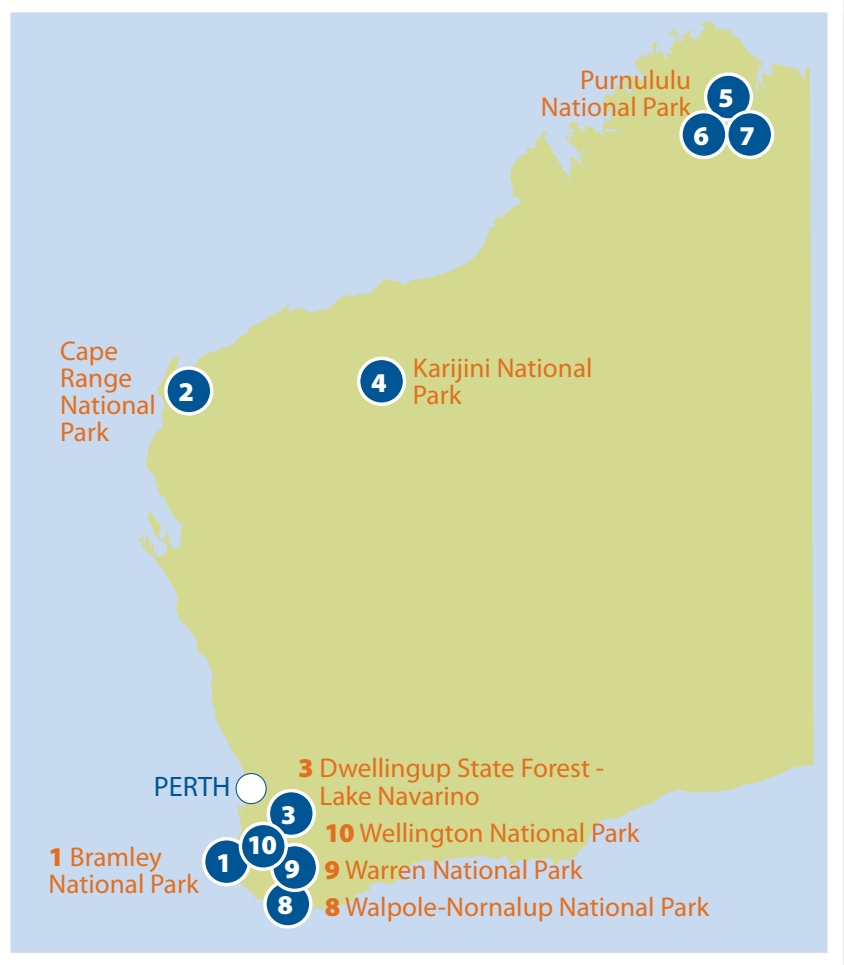 Purnululu
National Park
5
6
7
Cape
Range
National
Park
2
4
Karijini National
Park
PERTH
3 Dwellingup State Forest -
Lake Navarino
3
10 Wellington National Park
10
1 Bramley
National Park
1
9
9 Warren National Park
8
8 Walpole-Nornalup National Park